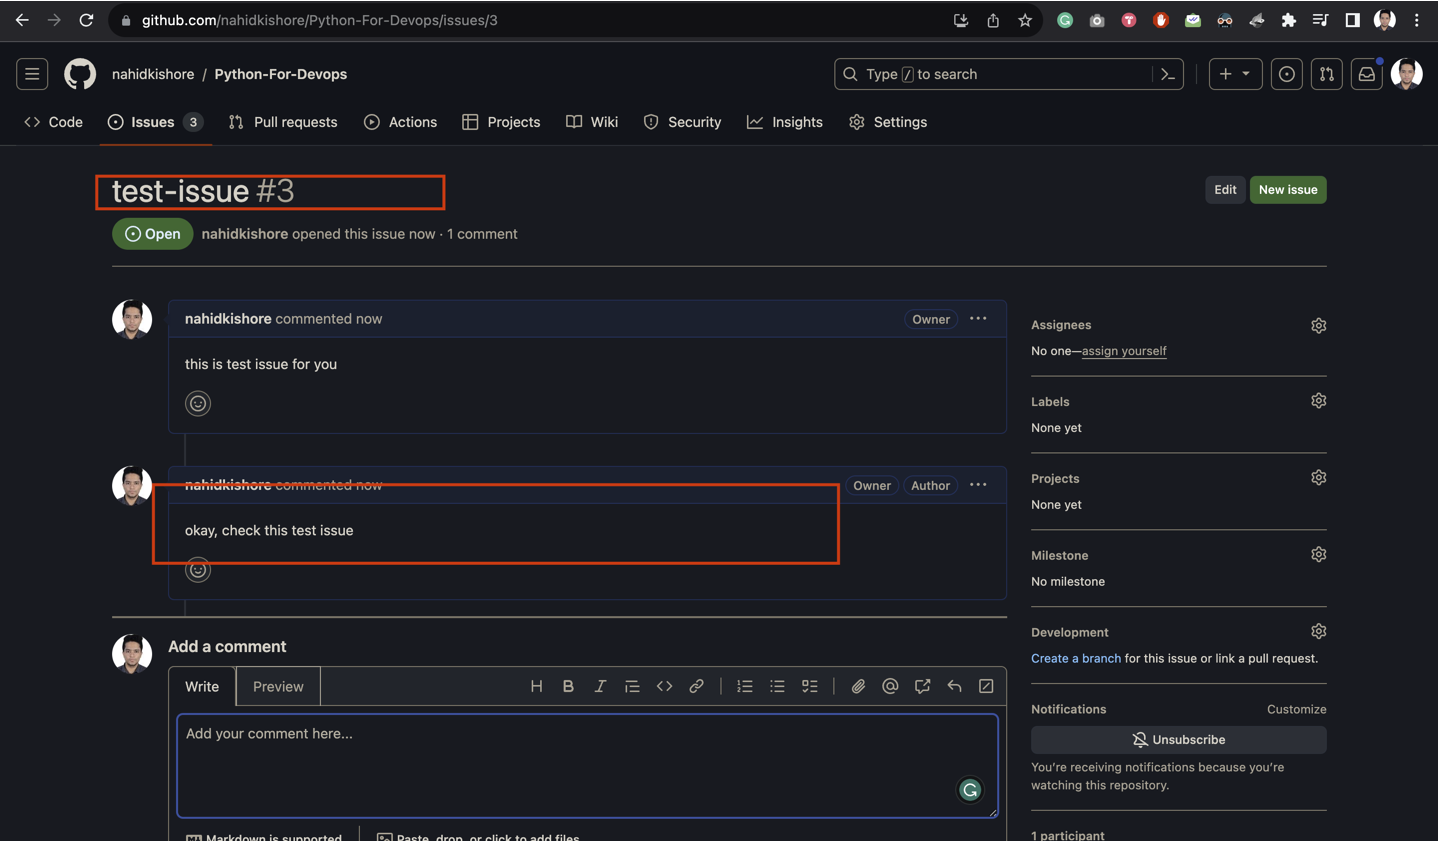 github.com/nahidkishore/Python-For-Devops/issues/3
nahidkishore / Python-For-Devops
Type / to search
Code Issues 3 Pull requests Actions Projects Wiki Security Insights Settings
test-issue #3
Edit New issue
Open nahidkishore opened this issue now · 1 comment
nahidkishore commented now Owner
this is test issue for you
nahidkishore commented now Owner Author
okay, check this test issue
Add a comment
Write Preview
Add your comment here...
Markdown is supported Paste, drop, or click to add files
Assignees
No one—assign yourself
Labels
None yet
Projects
None yet
Milestone
No milestone
Development
Create a branch for this issue or link a pull request.
Notifications Customize
Unsubscribe
You're receiving notifications because you're
watching this repository.
1 participant